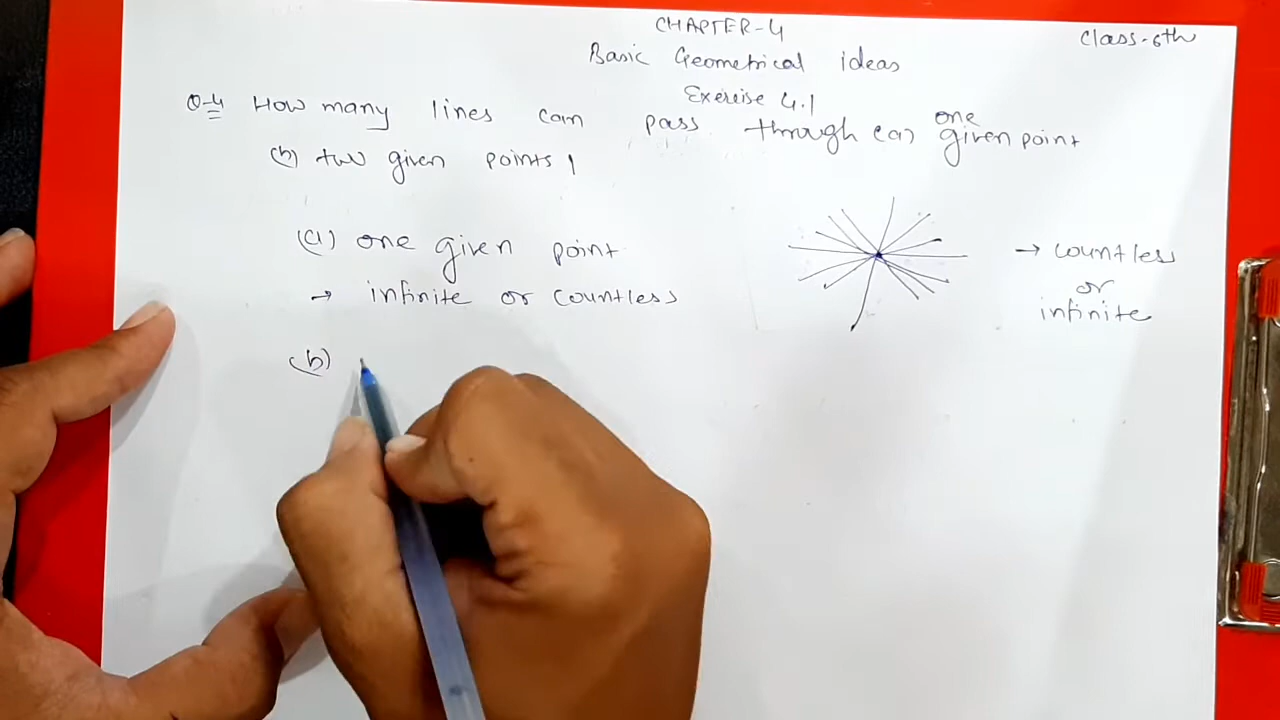 CHAPTER-4
Class-6th
Basic Geometrical ideas
Exercise 4.1
Q-4 How many lines can pass through (a) one given point
(b) two given points
(a) one given point
→ infinite or countless
→ countless
or
infinite
(b)